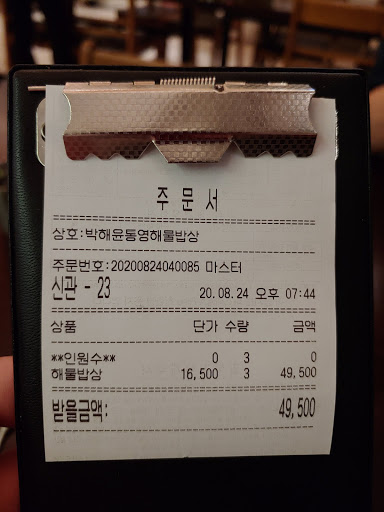 주 문 서
상호:박해윤통영해물밥상
주문번호:20200824040085 마스터
신관 - 23 20.08.24 오후 07:44
상품 단가 수량 금액
**인원수** 0 3 0
해물밥상 16,500 3 49,500
받을금액: 49,500